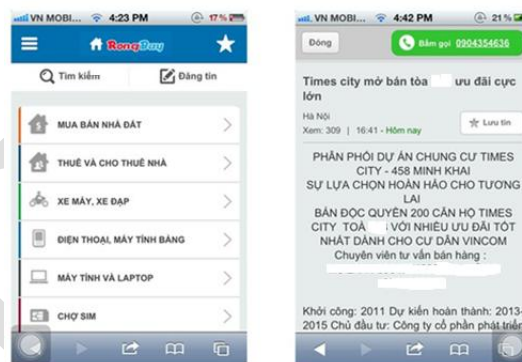 VN MOBI... 4:23 PM 17%
RongBay
Tìm kiếm Đăng tin
MUA BÁN NHÀ ĐẤT
THUÊ VÀ CHO THUÊ NHÀ
XE MÁY, XE ĐẠP
ĐIỆN THOẠI, MÁY TÍNH BẢNG
MÁY TÍNH VÀ LAPTOP
CHỢ SIM
VN MOBI... 4:42 PM 21%
Đóng
Bấm gọi 0904354636
Times city mở bán tòa ưu đãi cực
lớn
Hà Nội
Xem: 309 | 16:41 - Hôm nay
Lưu tin
PHÂN PHỐI DỰ ÁN CHUNG CƯ TIMES
CITY - 458 MINH KHAI
SỰ LỰA CHỌN HOÀN HẢO CHO TƯƠNG
LAI
BÁN ĐỘC QUYỀN 200 CĂN HỘ TIMES
CITY TOÀ VỚI NHIỀU ƯU ĐÃI TỐT
NHẤT DÀNH CHO CƯ DÂN VINCOM
Chuyên viên tư vấn bán hàng :
Khởi công: 2011 Dự kiến hoàn thành: 2013-
2015 Chủ đầu tư: Công ty cổ phần phát triển